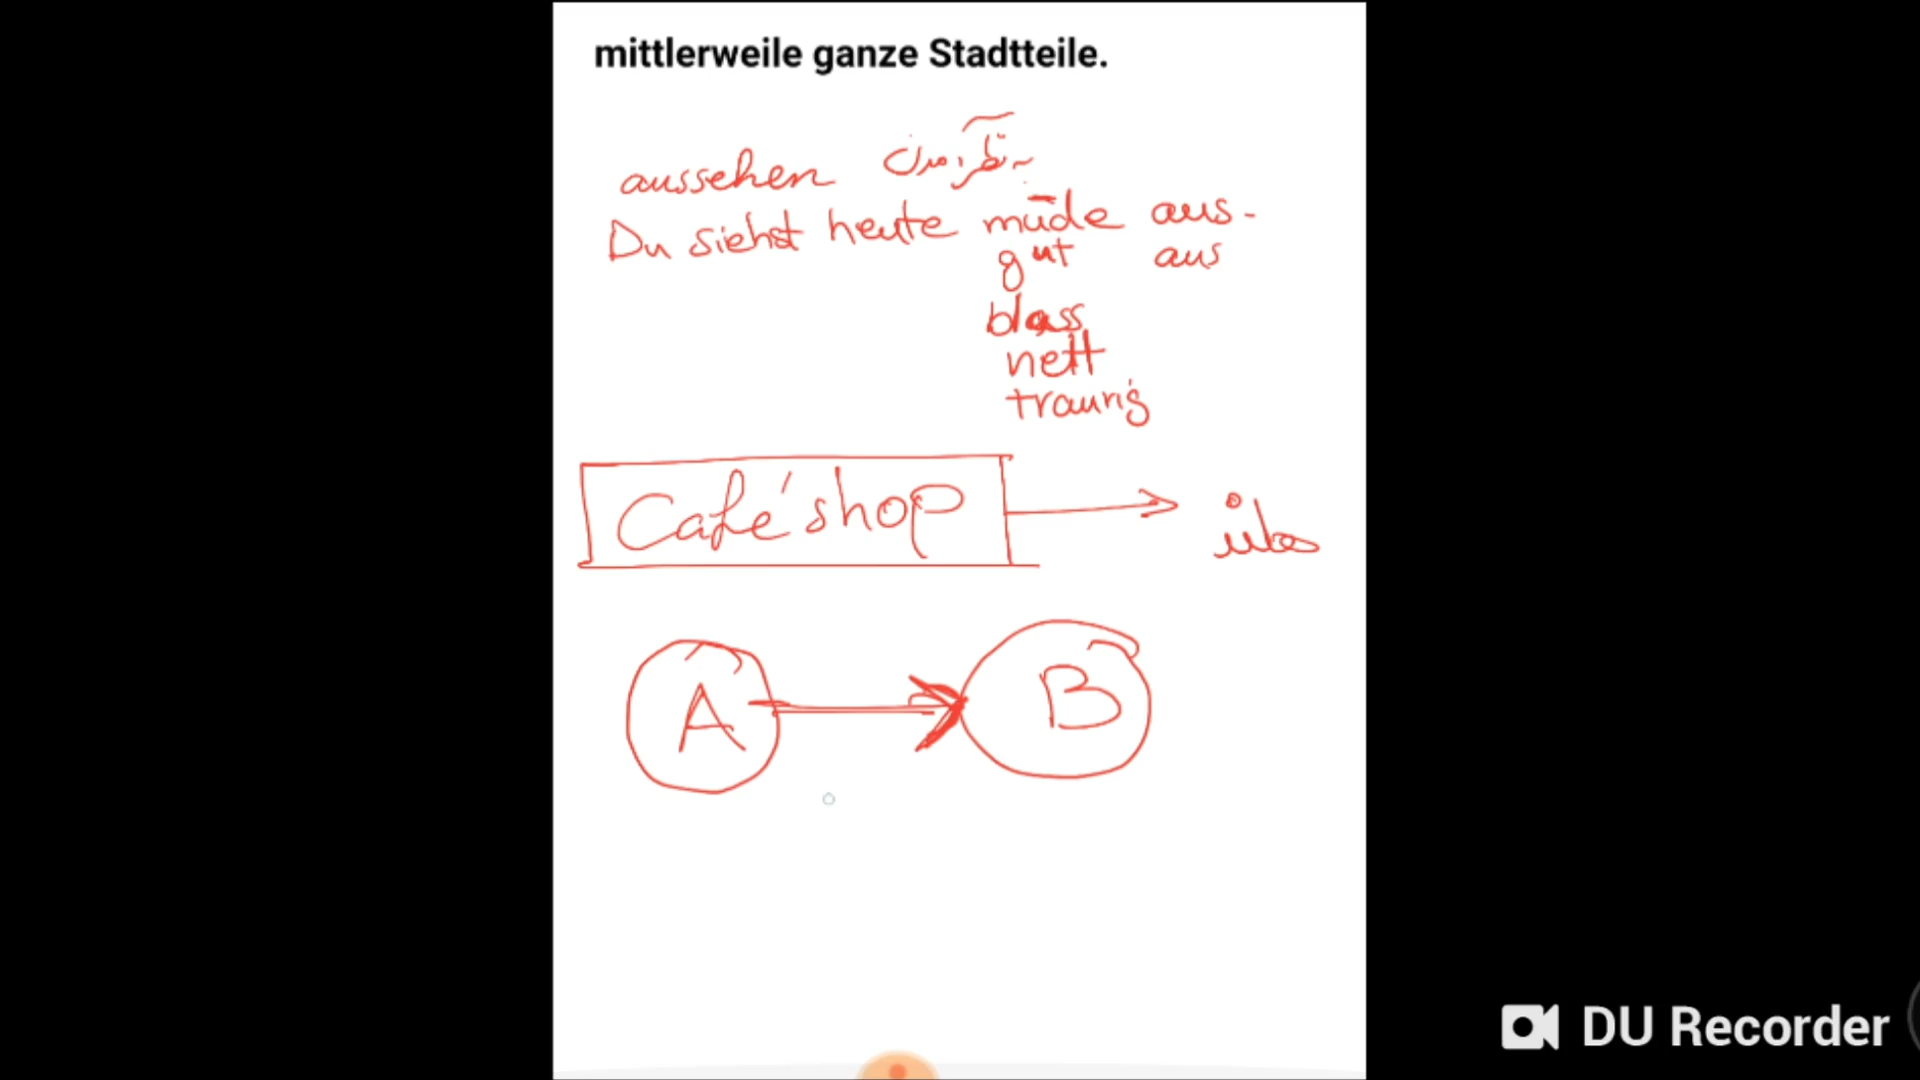 mittlerweile ganze Stadtteile.
aussehen
Du siehst heute müde aus.
gut aus
blass
nett
traurig
Café shop
A B
DU Recorder